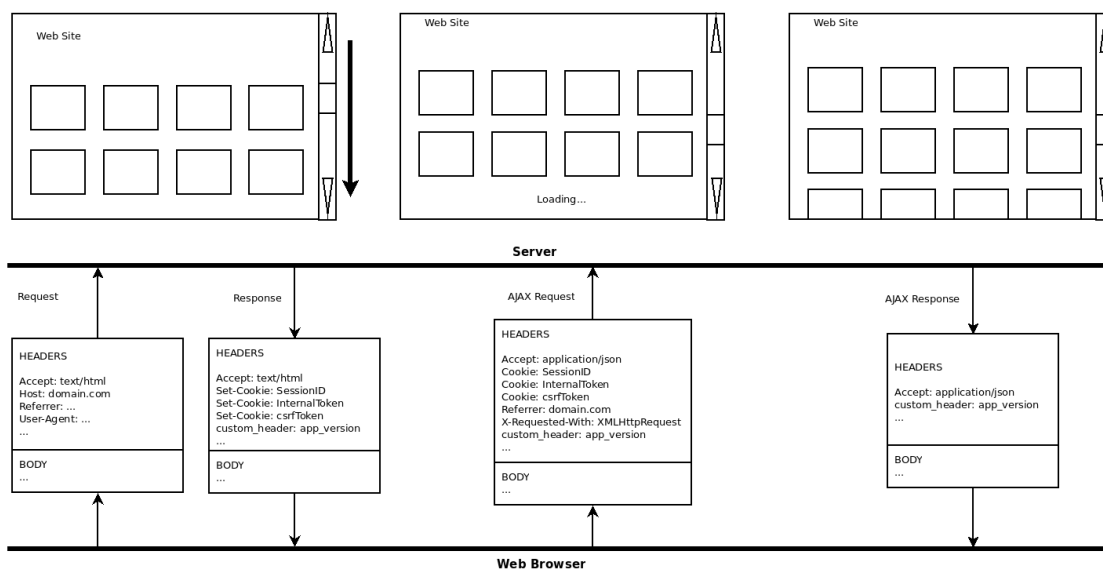 Web Site
Web Site
Web Site
Loading...
Server
Request
Response
AJAX Request
AJAX Response
HEADERS
Accept: text/html
Host: domain.com
Referrer: ...
User-Agent: ...
...
BODY
...
HEADERS
Accept: text/html
Set-Cookie: SessionID
Set-Cookie: InternalToken
Set-Cookie: csrfToken
custom_header: app_version
...
BODY
...
HEADERS
Accept: application/json
Cookie: SessionID
Cookie: InternalToken
Cookie: csrfToken
Referrer: domain.com
X-Requested-With: XMLHttpRequest
custom_header: app_version
...
BODY
...
HEADERS
Accept: application/json
custom_header: app_version
...
BODY
...
Web Browser